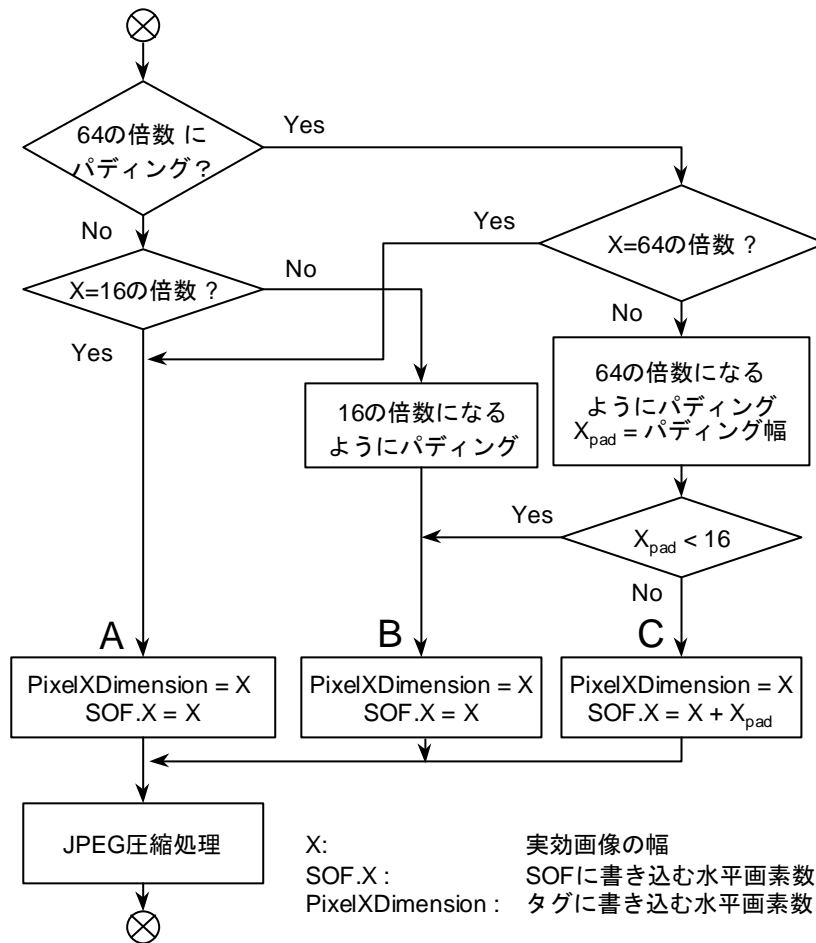 64の倍数 に
パディング?
Yes
No
X=64の倍数 ?
Yes
No
X=16の倍数 ?
No
Yes
16の倍数になる
ようにパディング
64の倍数になる
ようにパディング
Xpad = パディング幅
Xpad < 16
Yes
No
A
B
C
PixelXDimension = X
SOF.X = X
PixelXDimension = X
SOF.X = X
PixelXDimension = X
SOF.X = X + Xpad
JPEG圧縮処理
X: 実効画像の幅
SOF.X : SOFに書き込む水平画素数
PixelXDimension : タグに書き込む水平画素数